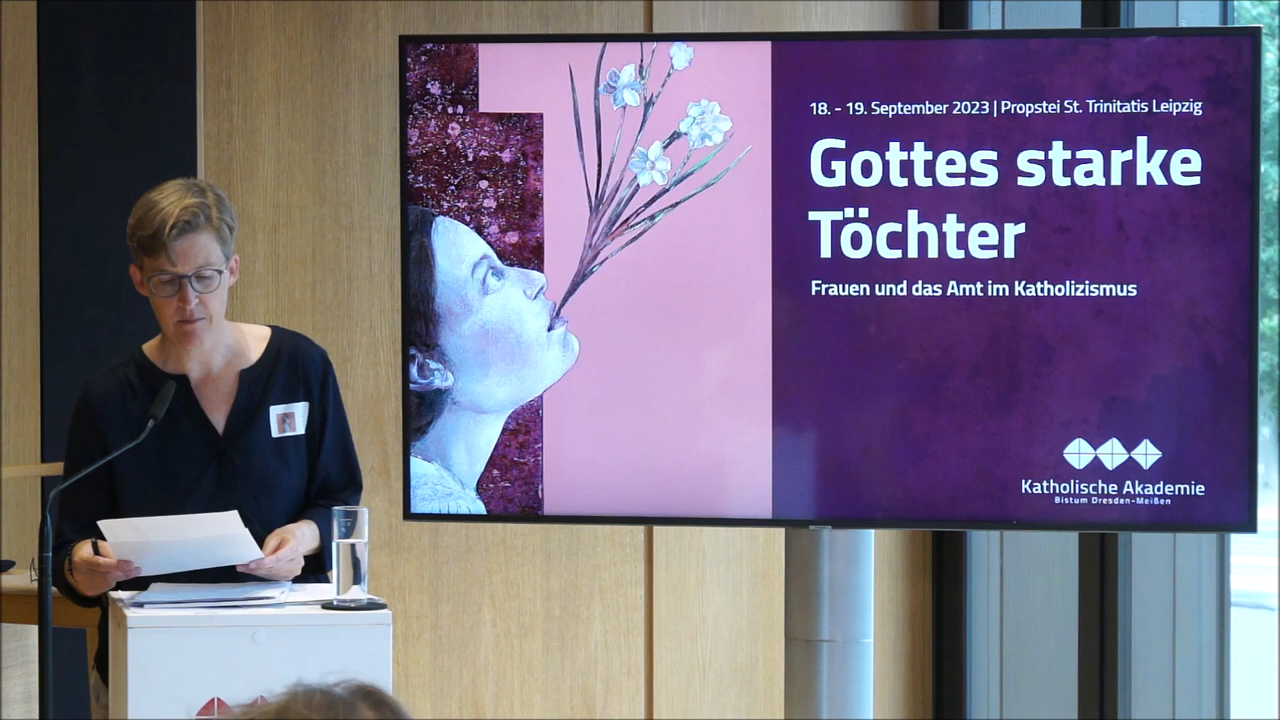 18. - 19. September 2023 | Propstei St. Trinitatis Leipzig
Gottes starke
Töchter
Frauen und das Amt im Katholizismus
Katholische Akademie
Bistum Dresden-Meißen